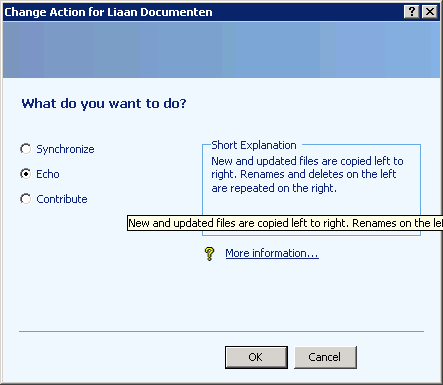 Change Action for Liaan Documenten
What do you want to do?
Synchronize
Echo
Contribute
Short Explanation
New and updated files are copied left to
right. Renames and deletes on the left
are repeated on the right.
New and updated files are copied left to right. Renames on the lef
More information...
OK
Cancel